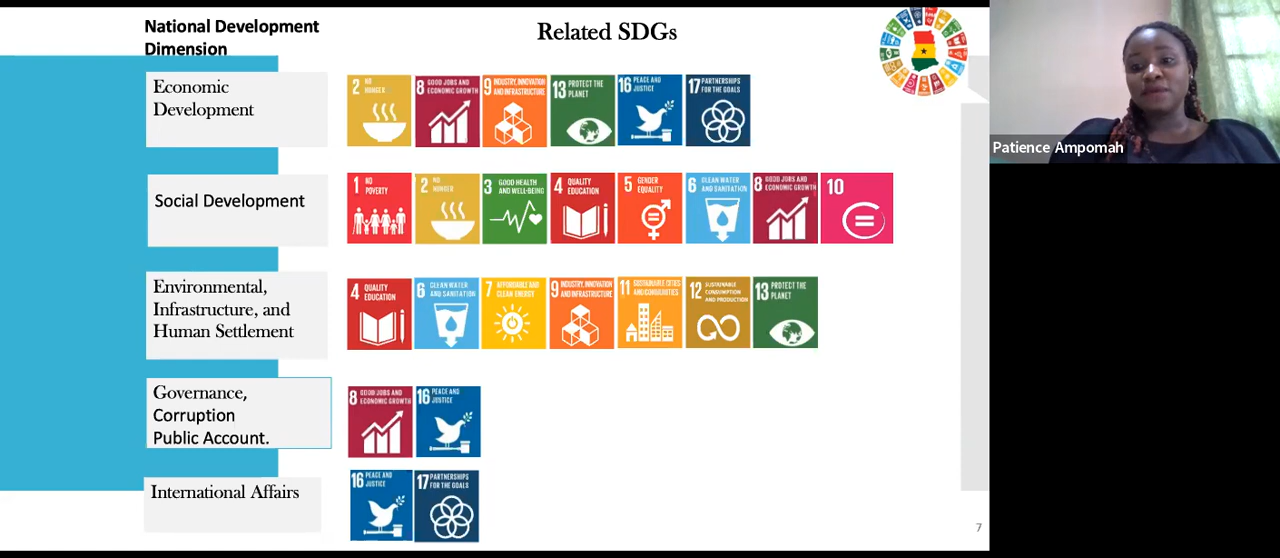 National Development
Dimension
Related SDGs
Economic
Development
2 NO
HUNGER
8 GOOD JOBS AND
ECONOMIC GROWTH
9 INDUSTRY, INNOVATION
AND INFRASTRUCTURE
13 PROTECT THE
PLANET
16 PEACE AND
JUSTICE
17 PARTNERSHIPS
FOR THE GOALS
Patience Ampomah
Social Development
1 NO
POVERTY
2 NO
HUNGER
3 GOOD HEALTH
AND WELL-BEING
4 QUALITY
EDUCATION
5 GENDER
EQUALITY
6 CLEAN WATER
AND SANITATION
8 GOOD JOBS AND
ECONOMIC GROWTH
10
Environmental,
Infrastructure, and
Human Settlement
4 QUALITY
EDUCATION
6 CLEAN WATER
AND SANITATION
7 AFFORDABLE AND
CLEAN ENERGY
9 INDUSTRY, INNOVATION
AND INFRASTRUCTURE
11 SUSTAINABLE CITIES
AND COMMUNITIES
12 SUSTAINABLE
CONSUMPTION
AND PRODUCTION
13 PROTECT THE
PLANET
Governance,
Corruption
Public Account.
8 GOOD JOBS AND
ECONOMIC GROWTH
16 PEACE AND
JUSTICE
International Affairs
16 PEACE AND
JUSTICE
17 PARTNERSHIPS
FOR THE GOALS
7